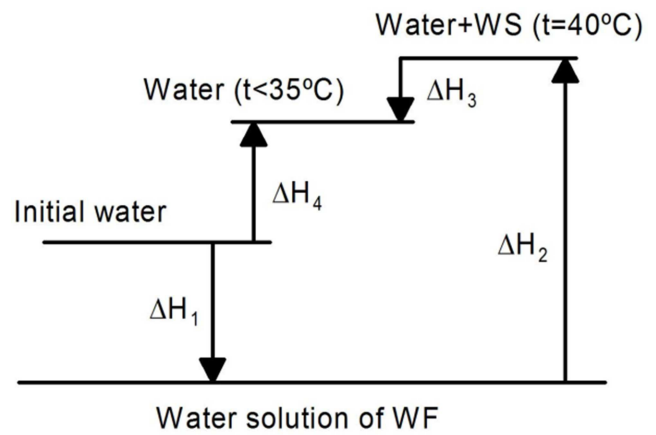 Water+WS (t=40ºC)
Water (t<35ºC)
ΔH₃
ΔH₄
Initial water
ΔH₂
ΔH₁
Water solution of WF